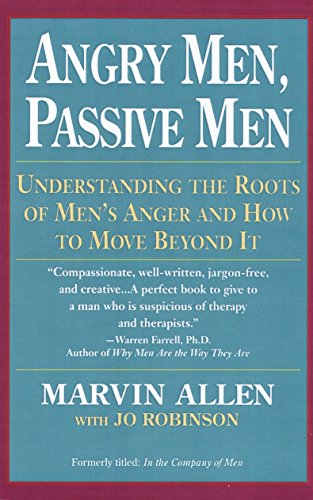 ANGRY MEN,
PASSIVE MEN
UNDERSTANDING THE ROOTS
OF MEN'S ANGER AND HOW
TO MOVE BEYOND IT
“Compassionate, well-written, jargon-free,
and creative...A perfect book to give to
a man who is suspicious of therapy
and therapists.”
—Warren Farrell, Ph.D.
Author of Why Men Are the Way They Are
MARVIN ALLEN
WITH JO ROBINSON
Formerly titled: In the Company of Men